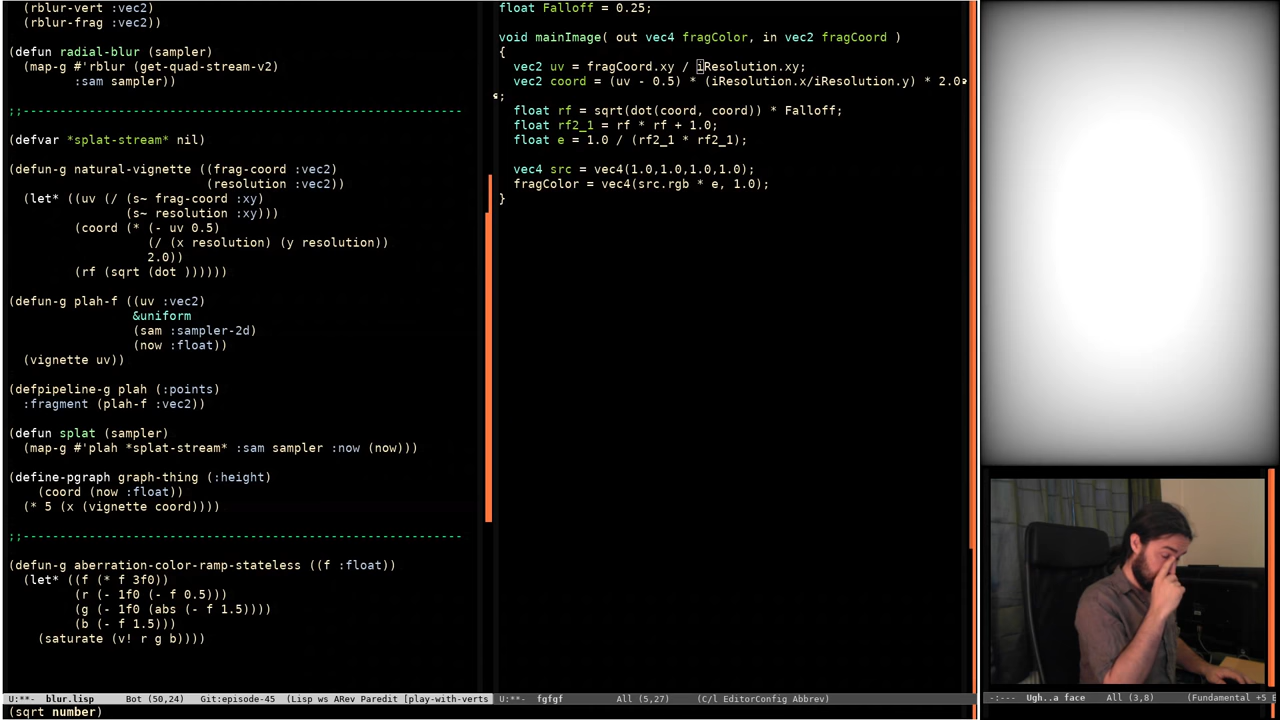 (rblur-vert :vec2)
(rblur-frag :vec2))
(defun radial-blur (sampler)
(map-g #'rblur (get-quad-stream-v2)
:sam sampler))
;;------------------------------------------------------------
(defvar *splat-stream* nil)
(defun-g natural-vignette ((frag-coord :vec2)
(resolution :vec2))
(let* ((uv (/ (s~ frag-coord :xy)
(s~ resolution :xy)))
(coord (* (- uv 0.5)
(/ (x resolution) (y resolution))
2.0))
(rf (sqrt (dot ))))))
(defun-g plah-f ((uv :vec2)
&uniform
(sam :sampler-2d)
(now :float))
(vignette uv))
(defpipeline-g plah (:points)
:fragment (plah-f :vec2))
(defun splat (sampler)
(map-g #'plah *splat-stream* :sam sampler :now (now)))
(define-pgraph graph-thing (:height)
(coord (now :float))
(* 5 (x (vignette coord))))
;;------------------------------------------------------------
(defun-g aberration-color-ramp-stateless ((f :float))
(let* ((f (* f 3f0))
(r (- 1f0 (- f 0.5)))
(g (- 1f0 (abs (- f 1.5))))
(b (- f 1.5)))
(saturate (v! r g b))))
U:**-  blur.lisp      Bot (50,24)    Git:episode-45  (Lisp ws ARev Paredit [play-with-verts
(sqrt number)
float Falloff = 0.25;
void mainImage( out vec4 fragColor, in vec2 fragCoord )
{
vec2 uv = fragCoord.xy / iResolution.xy;
vec2 coord = (uv - 0.5) * (iResolution.x/iResolution.y) * 2.0
;
float rf = sqrt(dot(coord, coord)) * Falloff;
float rf2_1 = rf * rf + 1.0;
float e = 1.0 / (rf2_1 * rf2_1);
vec4 src = vec4(1.0,1.0,1.0,1.0);
fragColor = vec4(src.rgb * e, 1.0);
}
U:**-  fgfgf          All (5,27)     (C/l EditorConfig Abbrev)
-:---  Ugh..a face    All (3,8)      (Fundamental +5 E